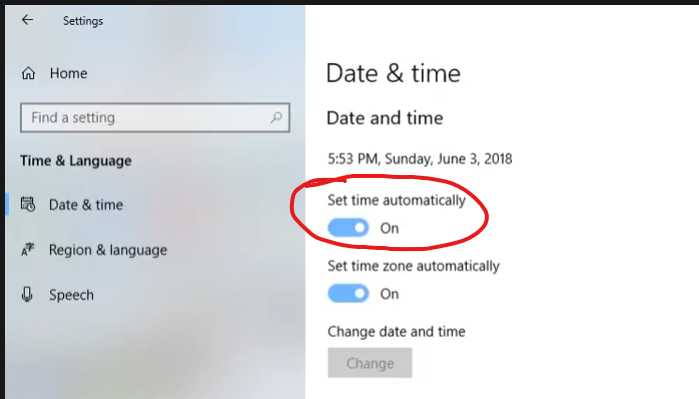 Settings
Home
Find a setting
Time & Language
Date & time
Region & language
Speech
Date & time
Date and time
5:53 PM, Sunday, June 3, 2018
Set time automatically
On
Set time zone automatically
On
Change date and time
Change